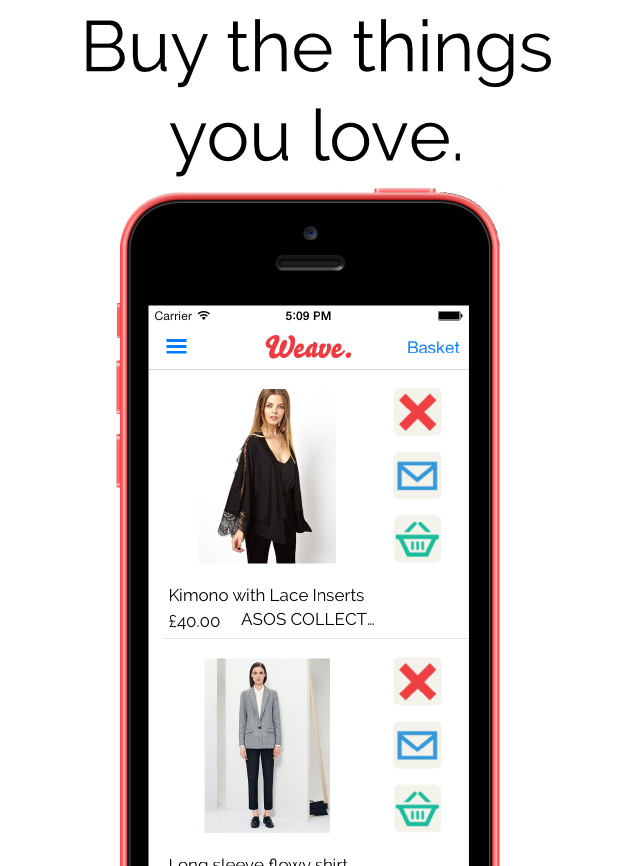 Buy the things
you love.
Carrier 5:09 PM
Weave. Basket
Kimono with Lace Inserts
£40.00 ASOS COLLECT...
Long sleeve flowy shirt